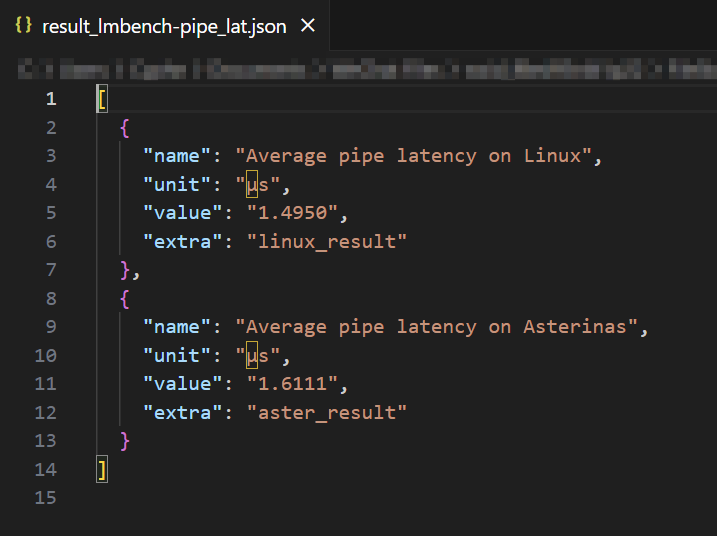 {} result_lmbench-pipe_lat.json ×
1 [
2   {
3     "name": "Average pipe latency on Linux",
4     "unit": "µs",
5     "value": "1.4950",
6     "extra": "linux_result"
7   },
8   {
9     "name": "Average pipe latency on Asterinas",
10     "unit": "µs",
11     "value": "1.6111",
12     "extra": "aster_result"
13   }
14 ]
15